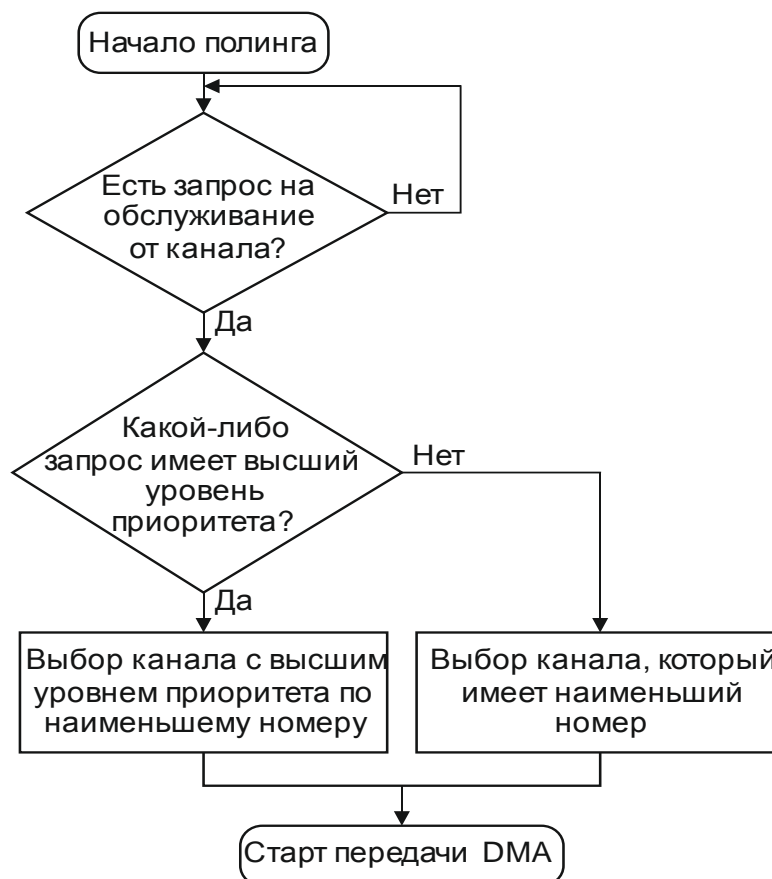 Начало полинга
Есть запрос на
обслуживание
от канала?
Нет
Да
Какой-либо
запрос имеет высший
уровень
приоритета?
Нет
Да
Выбор канала с высшим
уровнем приоритета по
наименьшему номеру
Выбор канала, который
имеет наименьший
номер
Старт передачи DMA